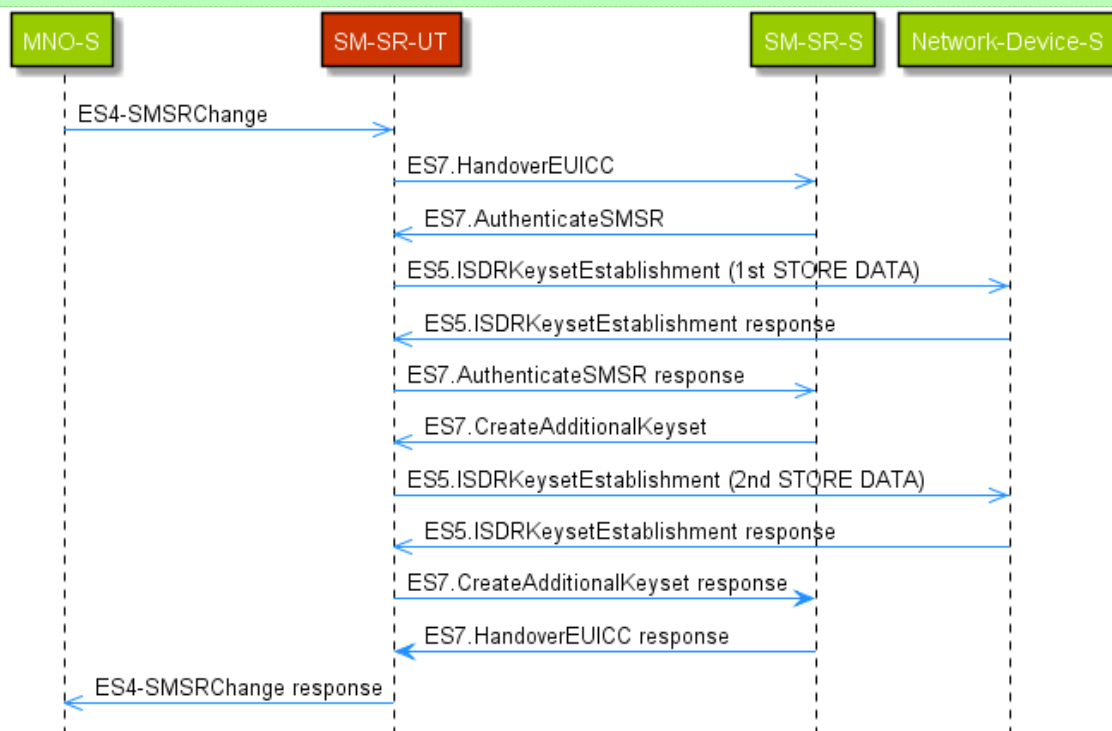 MNO-S
SM-SR-UT
SM-SR-S
Network-Device-S
ES4-SMSRChange
ES7.HandoverEUICC
ES7.AuthenticateSMSR
ES5.ISDRKeysetEstablishment (1st STORE DATA)
ES5.ISDRKeysetEstablishment response
ES7.AuthenticateSMSR response
ES7.CreateAdditionalKeyset
ES5.ISDRKeysetEstablishment (2nd STORE DATA)
ES5.ISDRKeysetEstablishment response
ES7.CreateAdditionalKeyset response
ES7.HandoverEUICC response
ES4-SMSRChange response